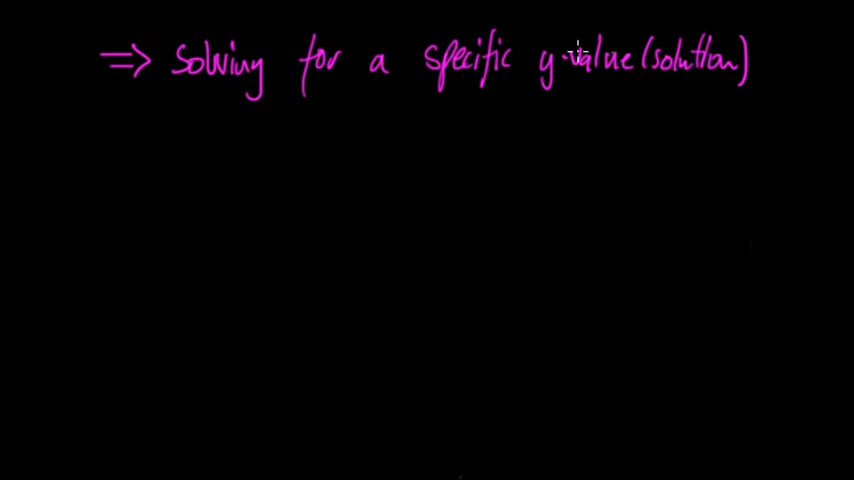 ⇒ Solving for a specific y-value (solution)